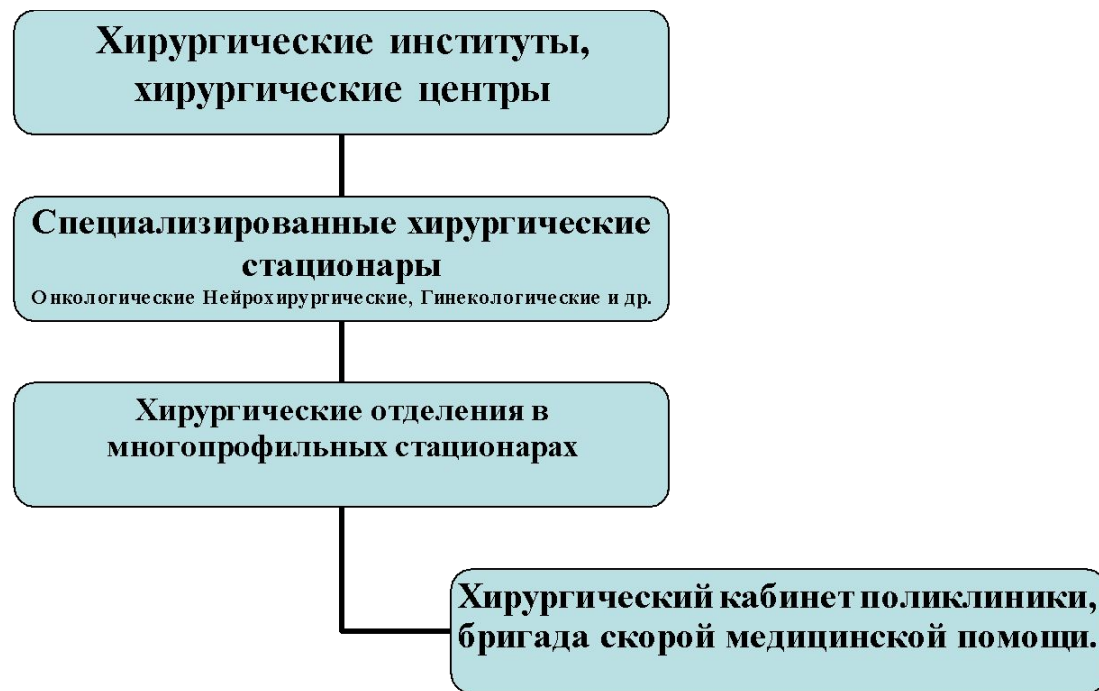 Хирургические институты,
хирургические центры
Специализированные хирургические
стационары
Онкологические Нейрохирургические, Гинекологические и др.
Хирургические отделения в
многопрофильных стационарах
Хирургический кабинет поликлиники,
бригада скорой медицинской помощи.